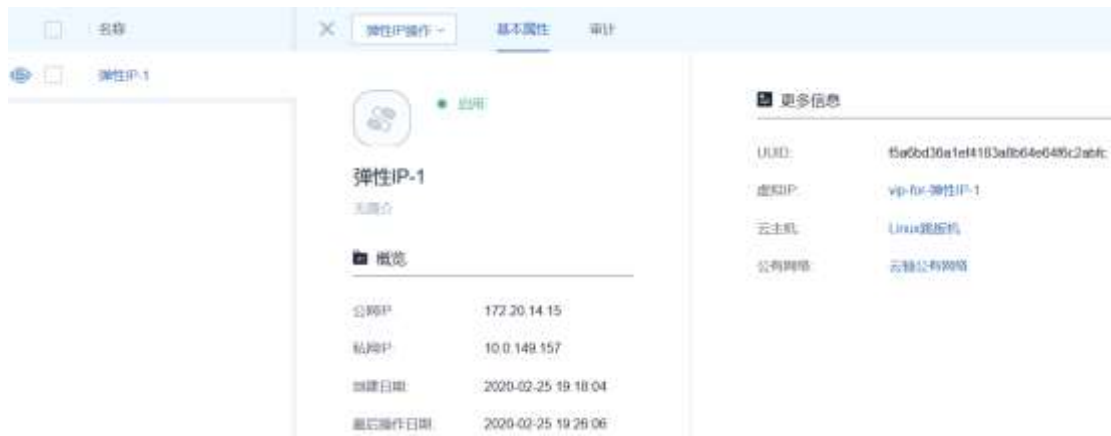 名称
弹性IP操作
基本属性
审计
弹性IP-1
启用
弹性IP-1
无简介
概览
公网IP: 172.20.14.15
私网IP: 10.0.149.157
创建日期: 2020-02-25 19:18:04
最后操作日期: 2020-02-25 19:26:06
更多信息
UUID:
虚拟IP: vip-for-弹性IP-1
云主机: Linux跳板机
公有网络: 云轴公有网络